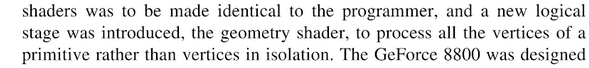 shaders was to be made identical to the programmer, and a new logical
stage was introduced, the geometry shader, to process all the vertices of a
primitive rather than vertices in isolation. The GeForce 8800 was designed